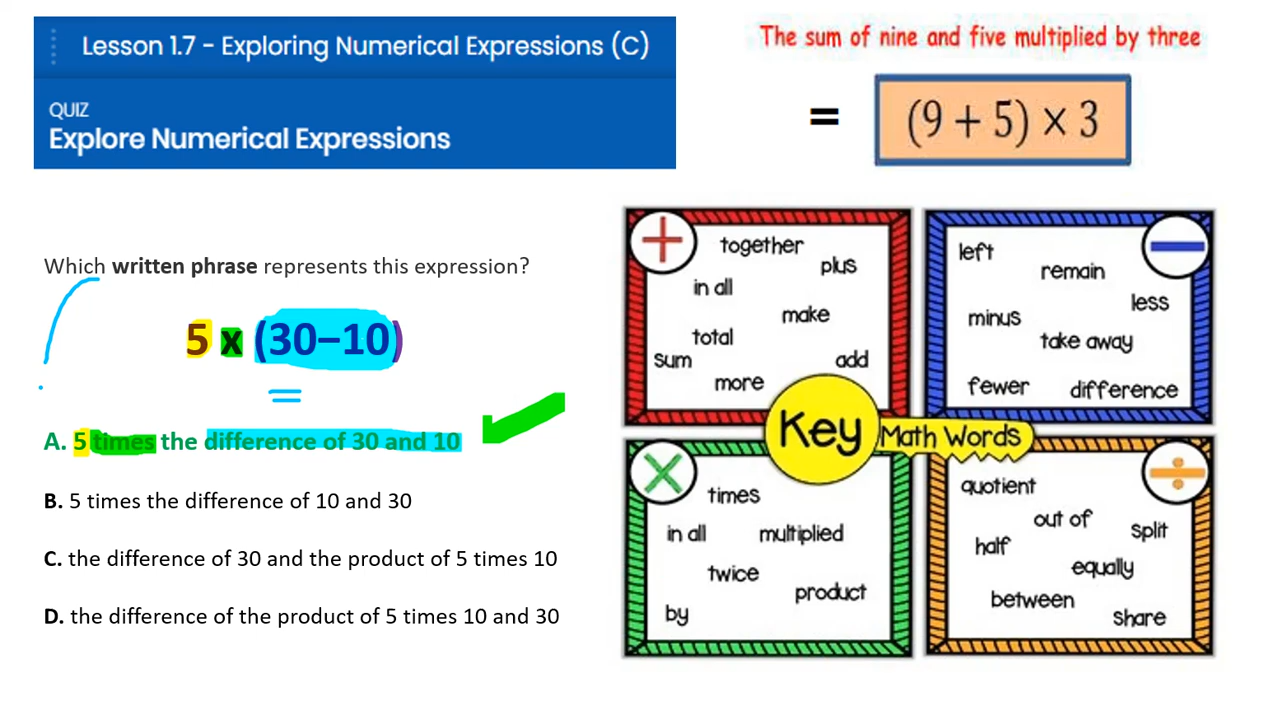 Lesson 1.7 - Exploring Numerical Expressions (C)
QUIZ
Explore Numerical Expressions
The sum of nine and five multiplied by three
= (9 + 5) × 3
Which written phrase represents this expression?
5 x (30–10)
=
A. 5 times the difference of 30 and 10
B. 5 times the difference of 10 and 30
C. the difference of 30 and the product of 5 times 10
D. the difference of the product of 5 times 10 and 30
+
together
plus
in all
make
total
sum
add
more
−
left
remain
less
minus
take away
fewer
difference
Key Math Words
×
times
in all
multiplied
twice
product
by
÷
quotient
out of
split
half
equally
between
share